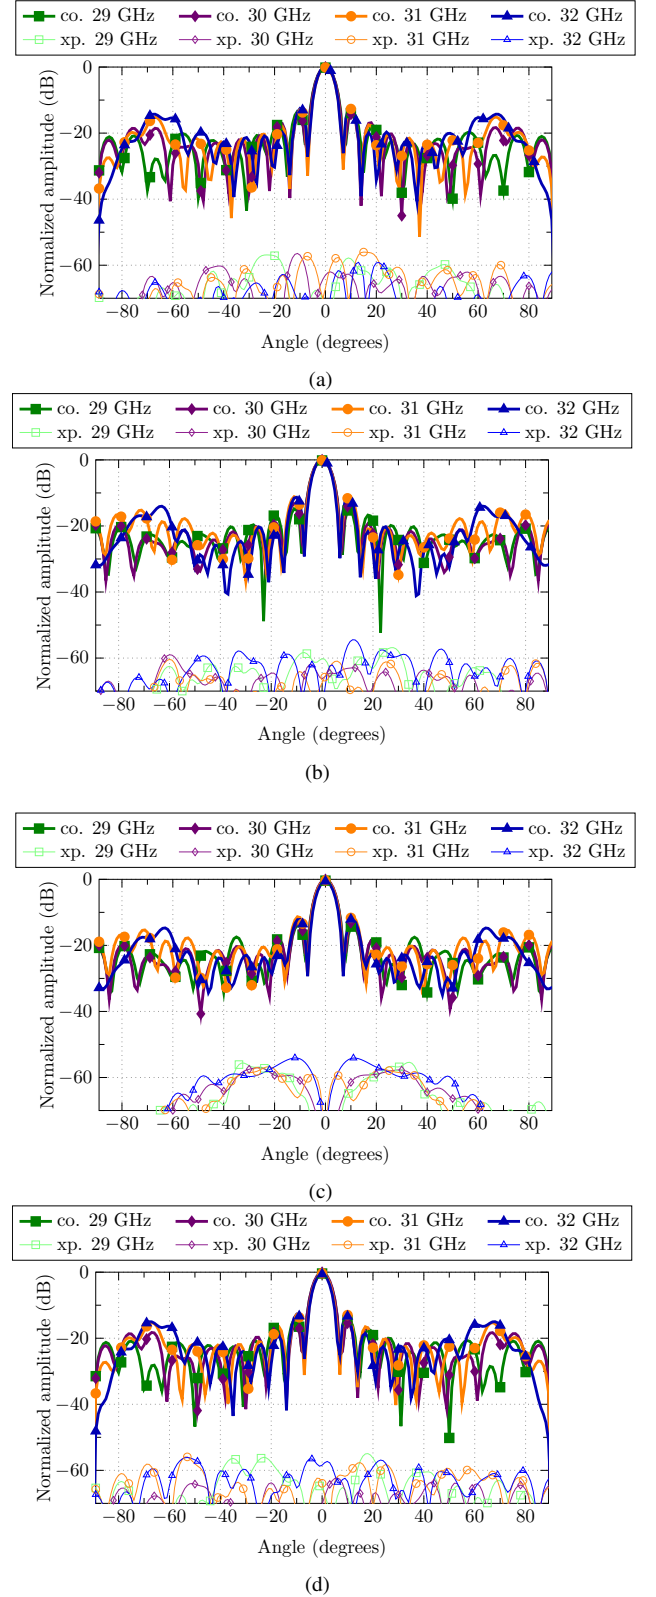 co. 29 GHz co. 30 GHz co. 31 GHz co. 32 GHz
xp. 29 GHz xp. 30 GHz xp. 31 GHz xp. 32 GHz
Normalized amplitude (dB)
0
−20
−40
−60
−80 −60 −40 −20 0 20 40 60 80
Angle (degrees)
(a)
co. 29 GHz co. 30 GHz co. 31 GHz co. 32 GHz
xp. 29 GHz xp. 30 GHz xp. 31 GHz xp. 32 GHz
Normalized amplitude (dB)
0
−20
−40
−60
−80 −60 −40 −20 0 20 40 60 80
Angle (degrees)
(b)
co. 29 GHz co. 30 GHz co. 31 GHz co. 32 GHz
xp. 29 GHz xp. 30 GHz xp. 31 GHz xp. 32 GHz
Normalized amplitude (dB)
0
−20
−40
−60
−80 −60 −40 −20 0 20 40 60 80
Angle (degrees)
(c)
co. 29 GHz co. 30 GHz co. 31 GHz co. 32 GHz
xp. 29 GHz xp. 30 GHz xp. 31 GHz xp. 32 GHz
Normalized amplitude (dB)
0
−20
−40
−60
−80 −60 −40 −20 0 20 40 60 80
Angle (degrees)
(d)